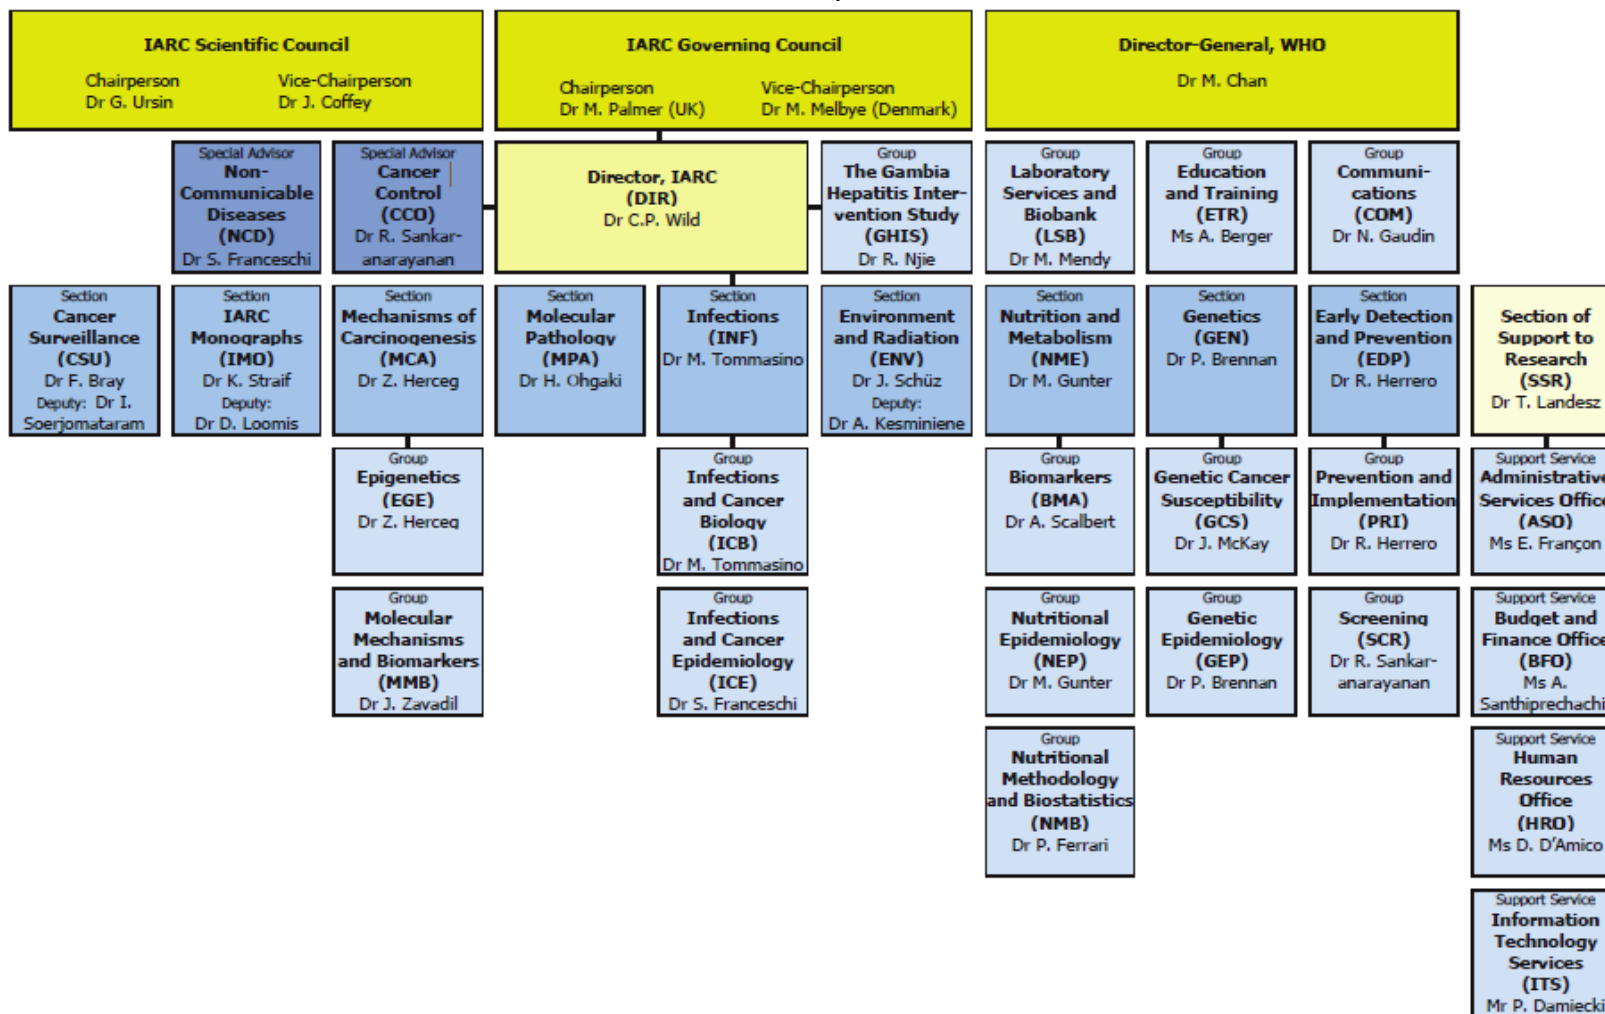 IARC Scientific Council
Chairperson
Dr G. Ursin
Vice-Chairperson
Dr J. Coffey
IARC Governing Council
Chairperson
Dr M. Palmer (UK)
Vice-Chairperson
Dr M. Melbye (Denmark)
Director-General, WHO
Dr M. Chan
Special Advisor
Non-
Communicable
Diseases
(NCD)
Dr S. Franceschi
Special Advisor
Cancer
Control
(CCO)
Dr R. Sankar-
anarayanan
Director, IARC
(DIR)
Dr C.P. Wild
Group
The Gambia
Hepatitis Inter-
vention Study
(GHIS)
Dr R. Njie
Group
Laboratory
Services and
Biobank
(LSB)
Dr M. Mendy
Group
Education
and Training
(ETR)
Ms A. Berger
Group
Communi-
cations
(COM)
Dr N. Gaudin
Section
Cancer
Surveillance
(CSU)
Dr F. Bray
Deputy: Dr I.
Soerjomataram
Section
IARC
Monographs
(IMO)
Dr K. Straif
Deputy:
Dr D. Loomis
Section
Mechanisms of
Carcinogenesis
(MCA)
Dr Z. Herceg
Section
Molecular
Pathology
(MPA)
Dr H. Ohgaki
Section
Infections
(INF)
Dr M. Tommasino
Section
Environment
and Radiation
(ENV)
Dr J. Schüz
Deputy:
Dr A. Kesminiene
Section
Nutrition and
Metabolism
(NME)
Dr M. Gunter
Section
Genetics
(GEN)
Dr P. Brennan
Section
Early Detection
and Prevention
(EDP)
Dr R. Herrero
Section of
Support to
Research
(SSR)
Dr T. Landesz
Group
Epigenetics
(EGE)
Dr Z. Herceg
Group
Infections
and Cancer
Biology
(ICB)
Dr M. Tommasino
Group
Biomarkers
(BMA)
Dr A. Scalbert
Group
Genetic Cancer
Susceptibility
(GCS)
Dr J. McKay
Group
Prevention and
Implementation
(PRI)
Dr R. Herrero
Support Service
Administrative
Services Office
(ASO)
Ms E. Françon
Group
Molecular
Mechanisms
and Biomarkers
(MMB)
Dr J. Zavadil
Group
Infections
and Cancer
Epidemiology
(ICE)
Dr S. Franceschi
Group
Nutritional
Epidemiology
(NEP)
Dr M. Gunter
Group
Genetic
Epidemiology
(GEP)
Dr P. Brennan
Group
Screening
(SCR)
Dr R. Sankar-
anarayanan
Support Service
Budget and
Finance Office
(BFO)
Ms A.
Santhiprechachi
Group
Nutritional
Methodology
and Biostatistics
(NMB)
Dr P. Ferrari
Support Service
Human
Resources
Office
(HRO)
Ms D. D'Amico
Support Service
Information
Technology
Services
(ITS)
Mr P. Damiecki